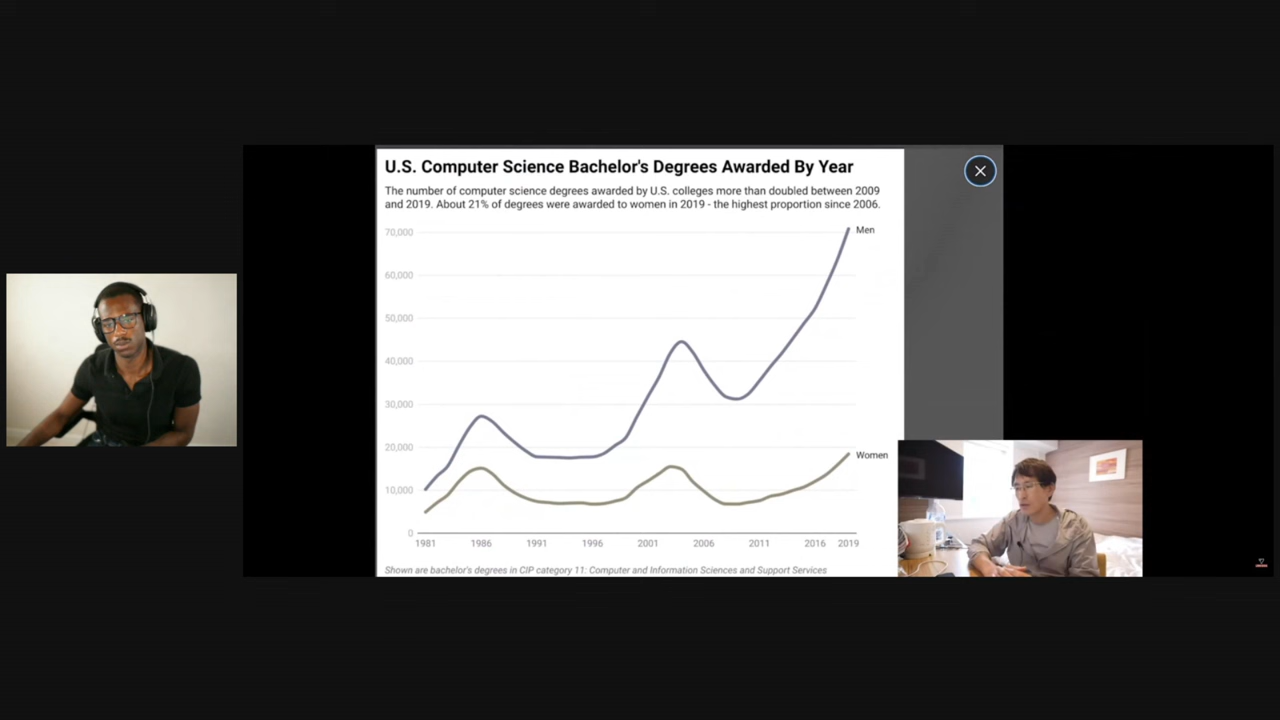 U.S. Computer Science Bachelor's Degrees Awarded By Year
The number of computer science degrees awarded by U.S. colleges more than doubled between 2009
and 2019. About 21% of degrees were awarded to women in 2019 - the highest proportion since 2006.
70,000
Men
60,000
50,000
40,000
30,000
20,000
Women
10,000
0
1981 1986 1991 1996 2001 2006 2011 2016 2019
Shown are bachelor's degrees in CIP category 11: Computer and Information Sciences and Support Services